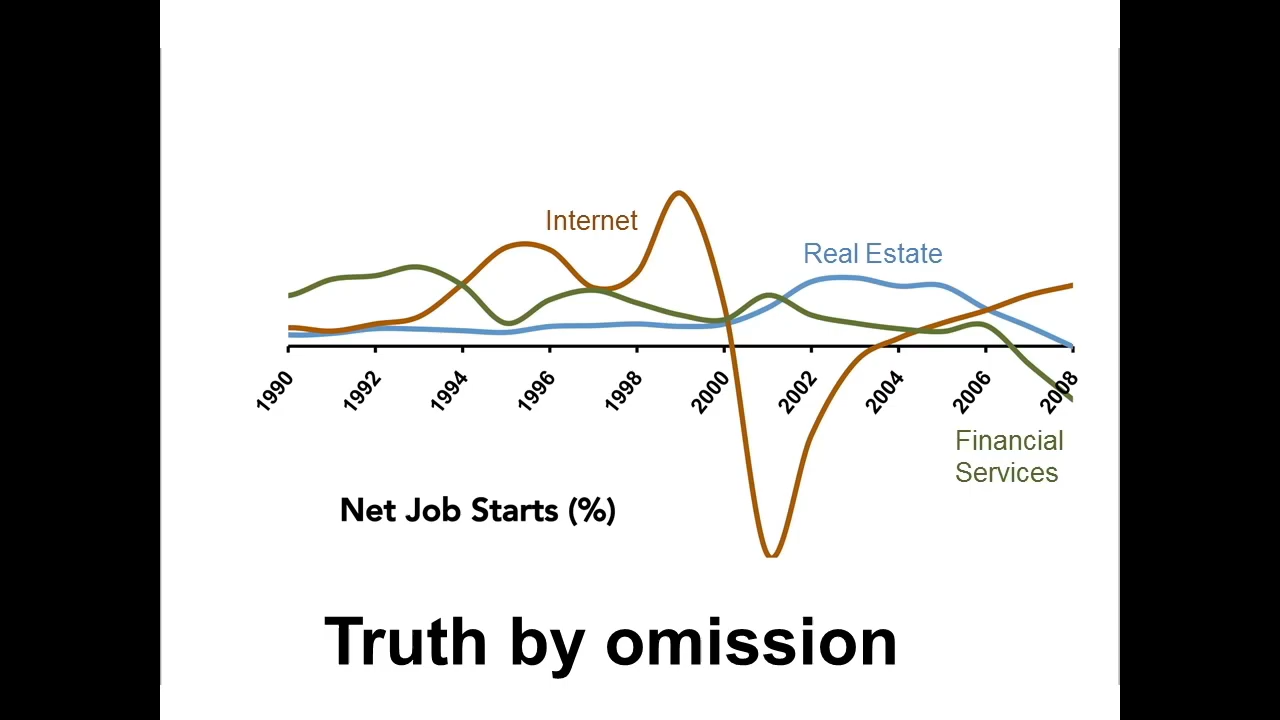 Internet
Real Estate
1990
1992
1994
1996
1998
2000
2002
2004
2006
2008
Financial
Services
Net Job Starts (%)
Truth by omission